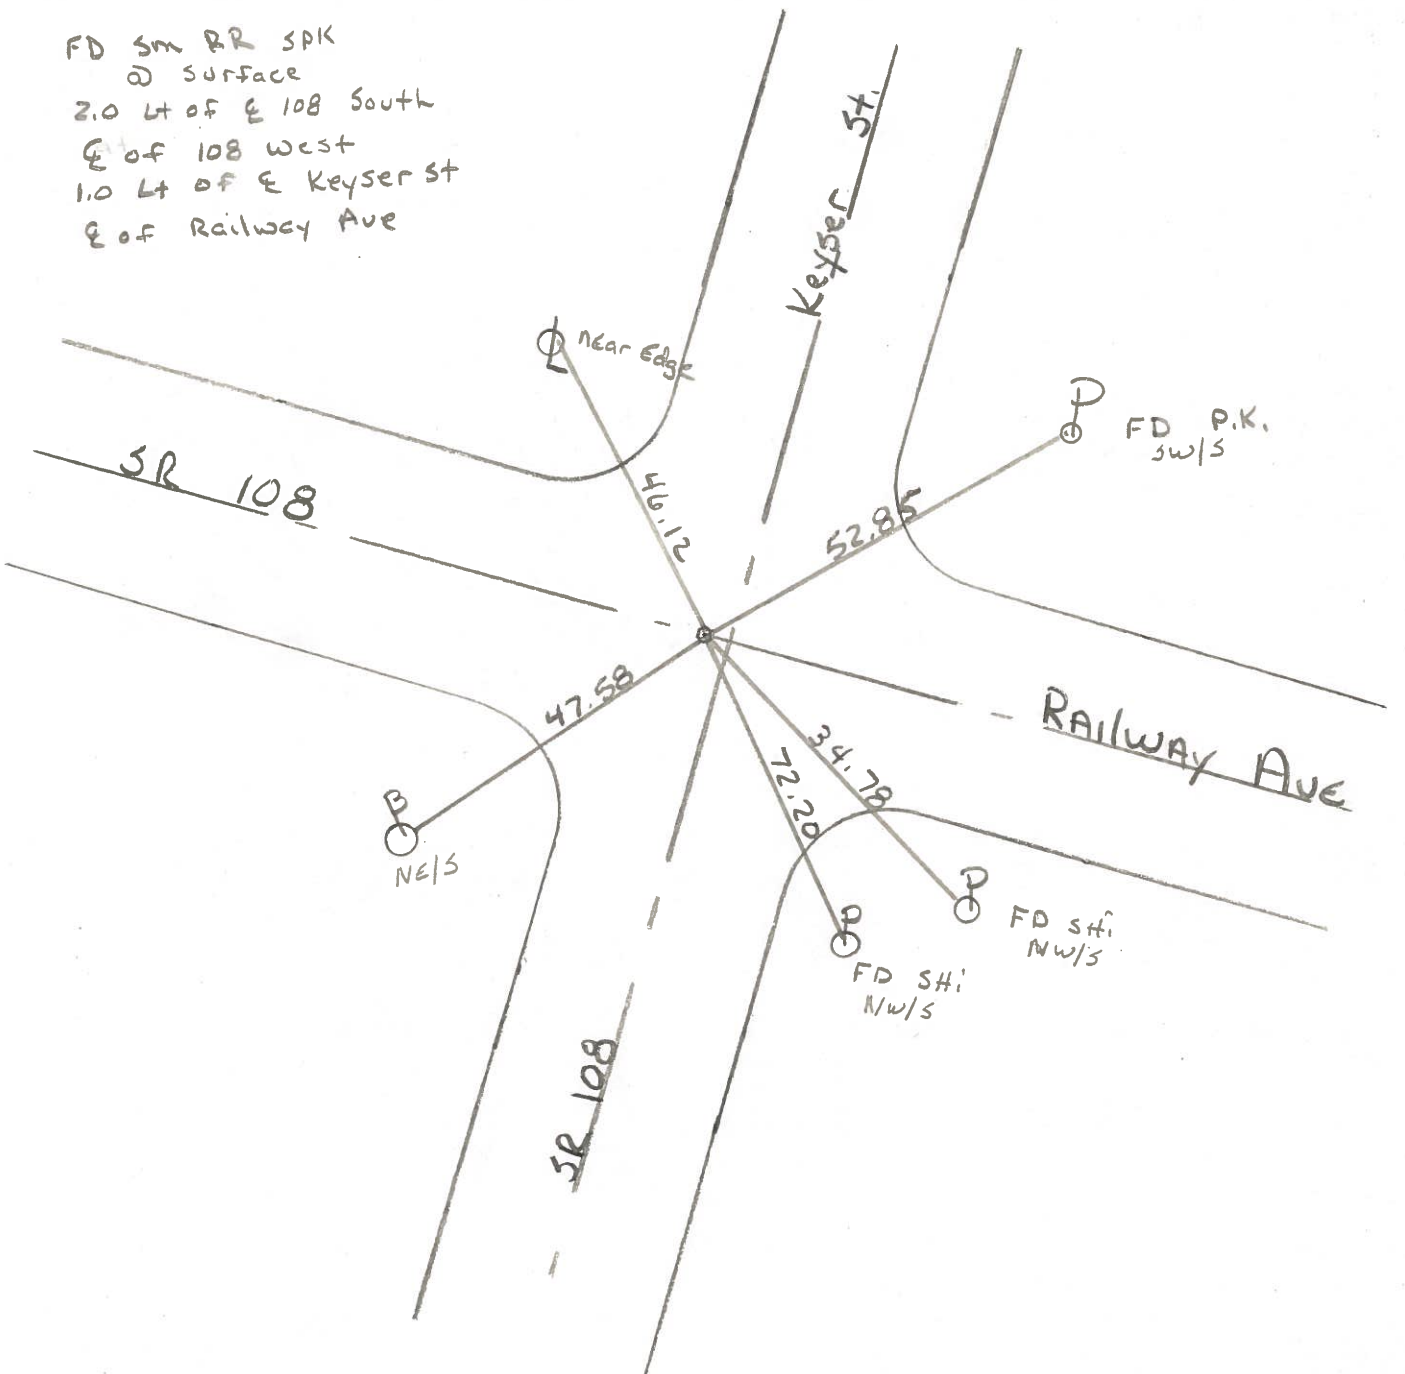 FD Sm RR SPK
@ Surface
2.0 Lt of ℄ 108 South
℄ of 108 west
1.0 Lt of ℄ Keyser St
℄ of Railway Ave
Keyser St.
near Edge
P
FD P.K.
SW/S
SR 108
46.12
52.85
47.58
RAILWAY AVE
34.78
72.20
B
NE/S
P
FD SHi
NW/S
P
FD SHi
NW/S
SR 108